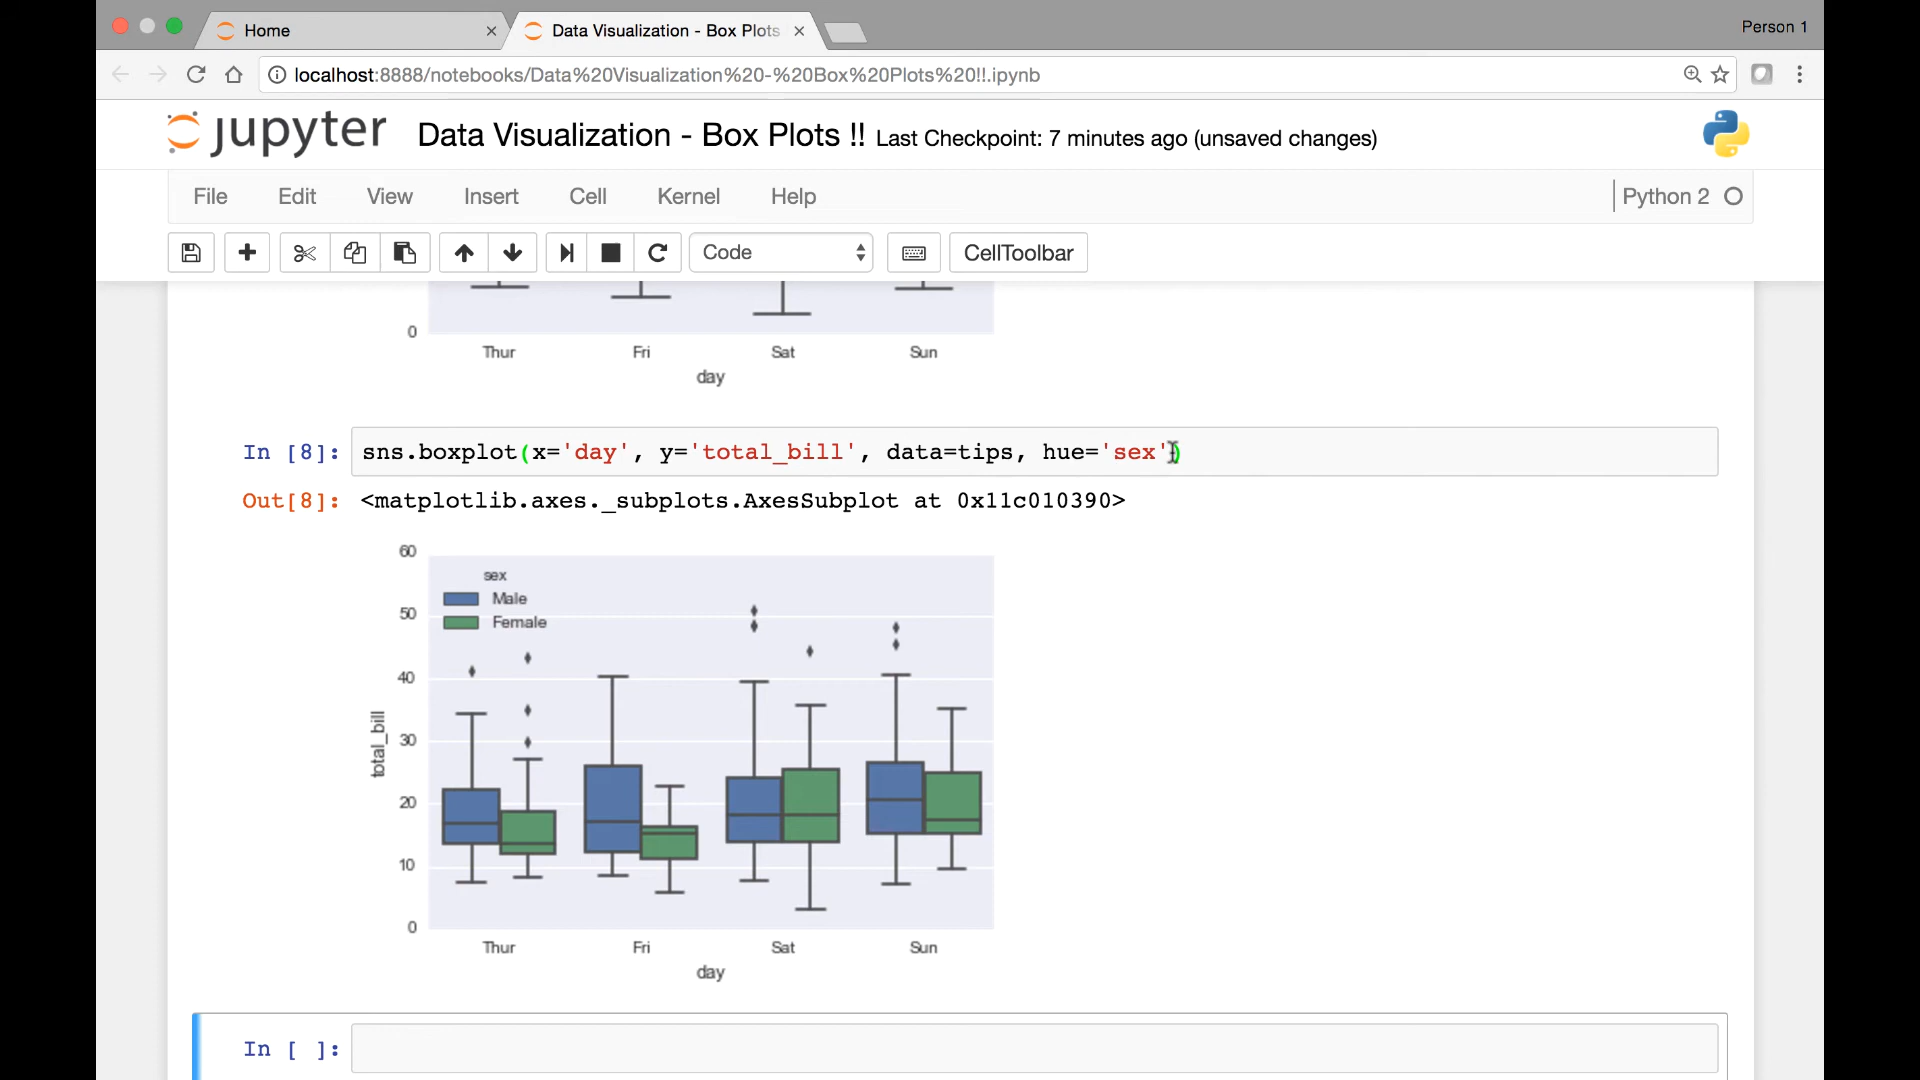 Home
Data Visualization - Box Plots
Person 1
localhost:8888/notebooks/Data%20Visualization%20-%20Box%20Plots%20!!.ipynb
jupyter Data Visualization - Box Plots !! Last Checkpoint: 7 minutes ago (unsaved changes)
File Edit View Insert Cell Kernel Help Python 2
Code CellToolbar
0
Thur Fri Sat Sun
day
In [8]: sns.boxplot(x='day', y='total_bill', data=tips, hue='sex')
Out[8]: <matplotlib.axes._subplots.AxesSubplot at 0x11c010390>
60
sex
Male
50
Female
40
total_bill
30
20
10
0
Thur Fri Sat Sun
day
In [ ]: